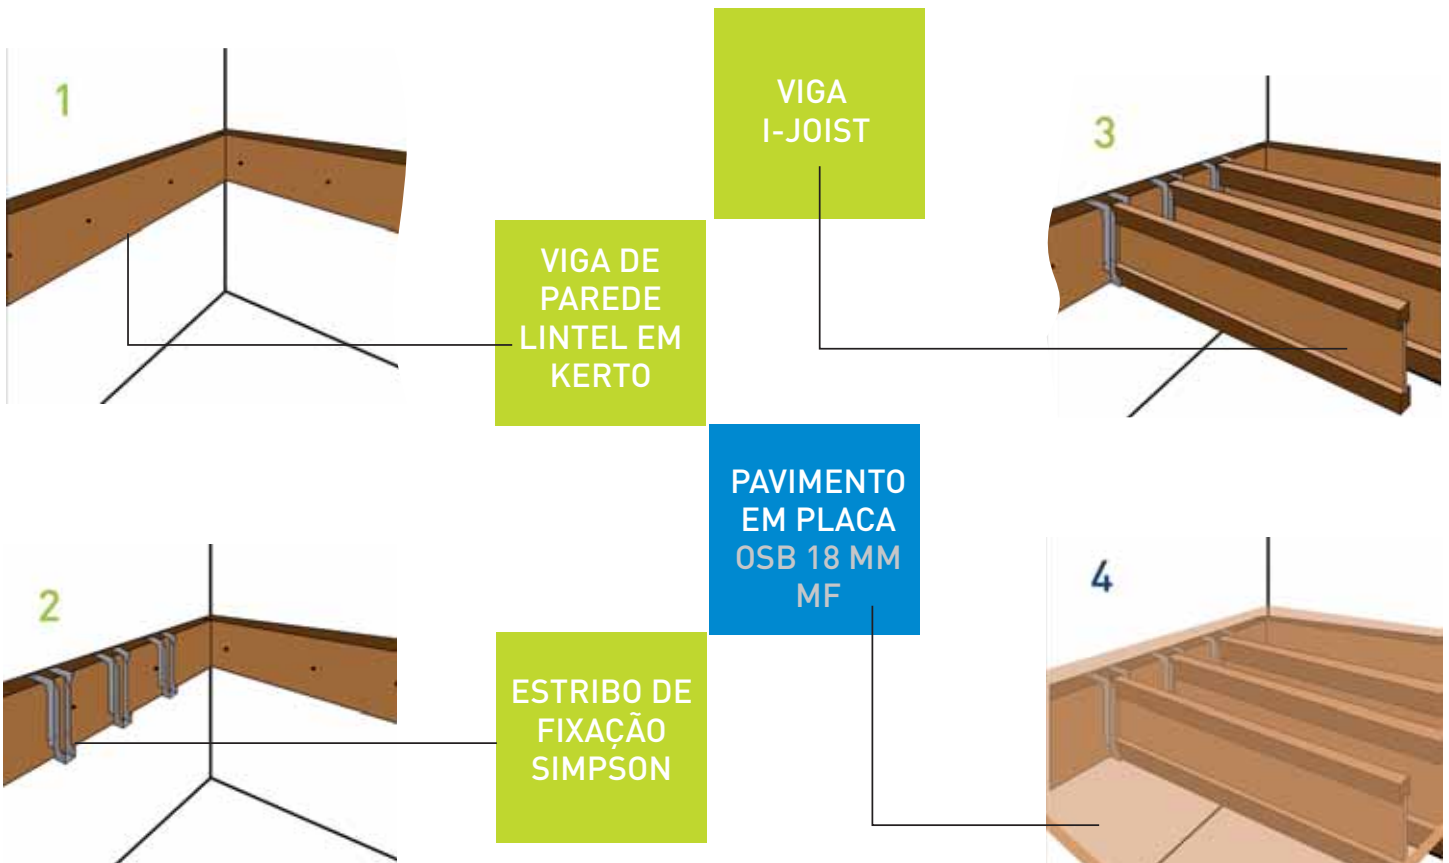 1
VIGA DE
PAREDE
LINTEL EM
KERTO
2
ESTRIBO DE
FIXAÇÃO
SIMPSON
VIGA
I-JOIST
3
PAVIMENTO
EM PLACA
OSB 18 MM
MF
4